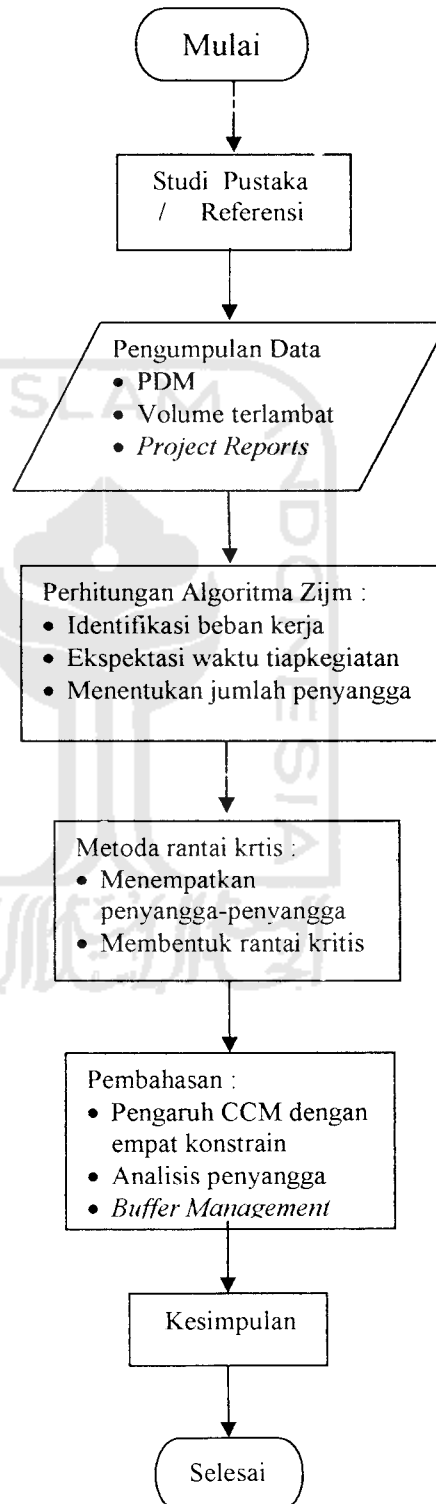 Mulai
Studi Pustaka
/ Referensi
Pengumpulan Data
• PDM
• Volume terlambat
• Project Reports
Perhitungan Algoritma Zijm :
• Identifikasi beban kerja
• Ekspektasi waktu tiapkegiatan
• Menentukan jumlah penyangga
Metoda rantai krtis :
• Menempatkan
penyangga-penyangga
• Membentuk rantai kritis
Pembahasan :
• Pengaruh CCM dengan
empat konstrain
• Analisis penyangga
• Buffer Management
Kesimpulan
Selesai
SLAM
INDONESIA